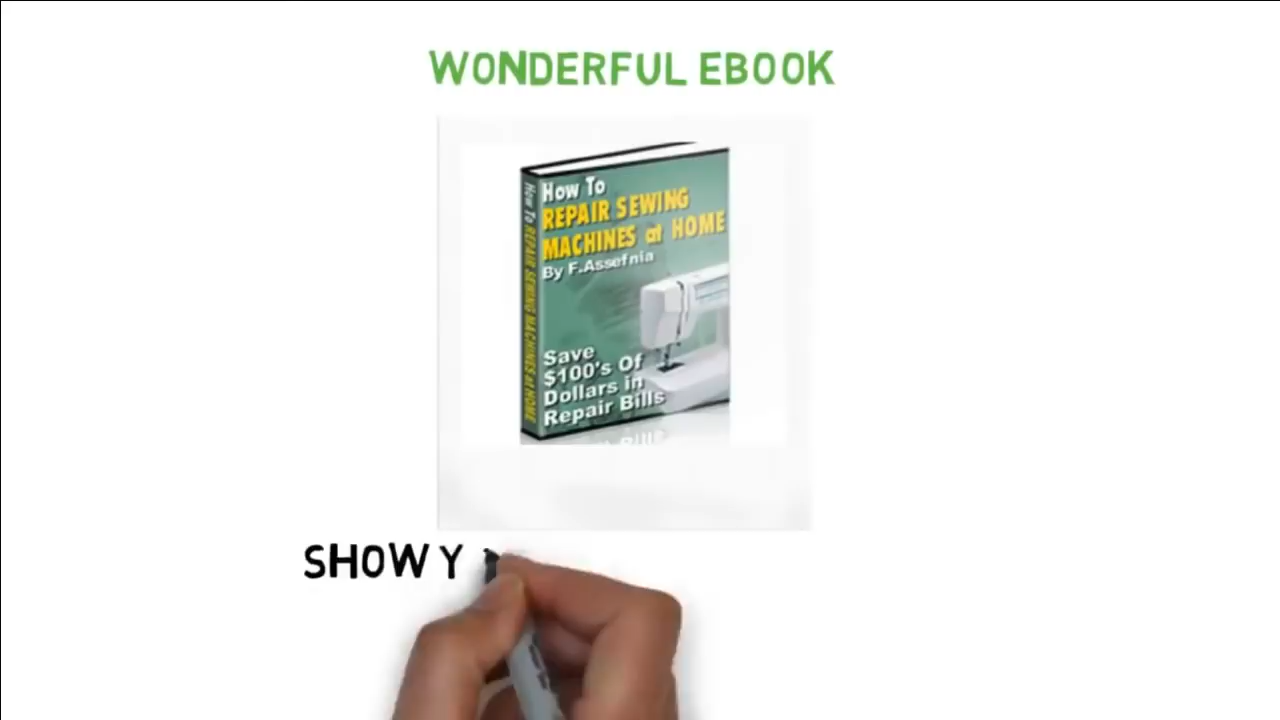 WONDERFUL EBOOK
How To
REPAIR SEWING
MACHINES at HOME
By F.Assefnia
Save
$100's Of
Dollars in
Repair Bills
How To REPAIR SEWING MACHINES at HOME
SHOW Y